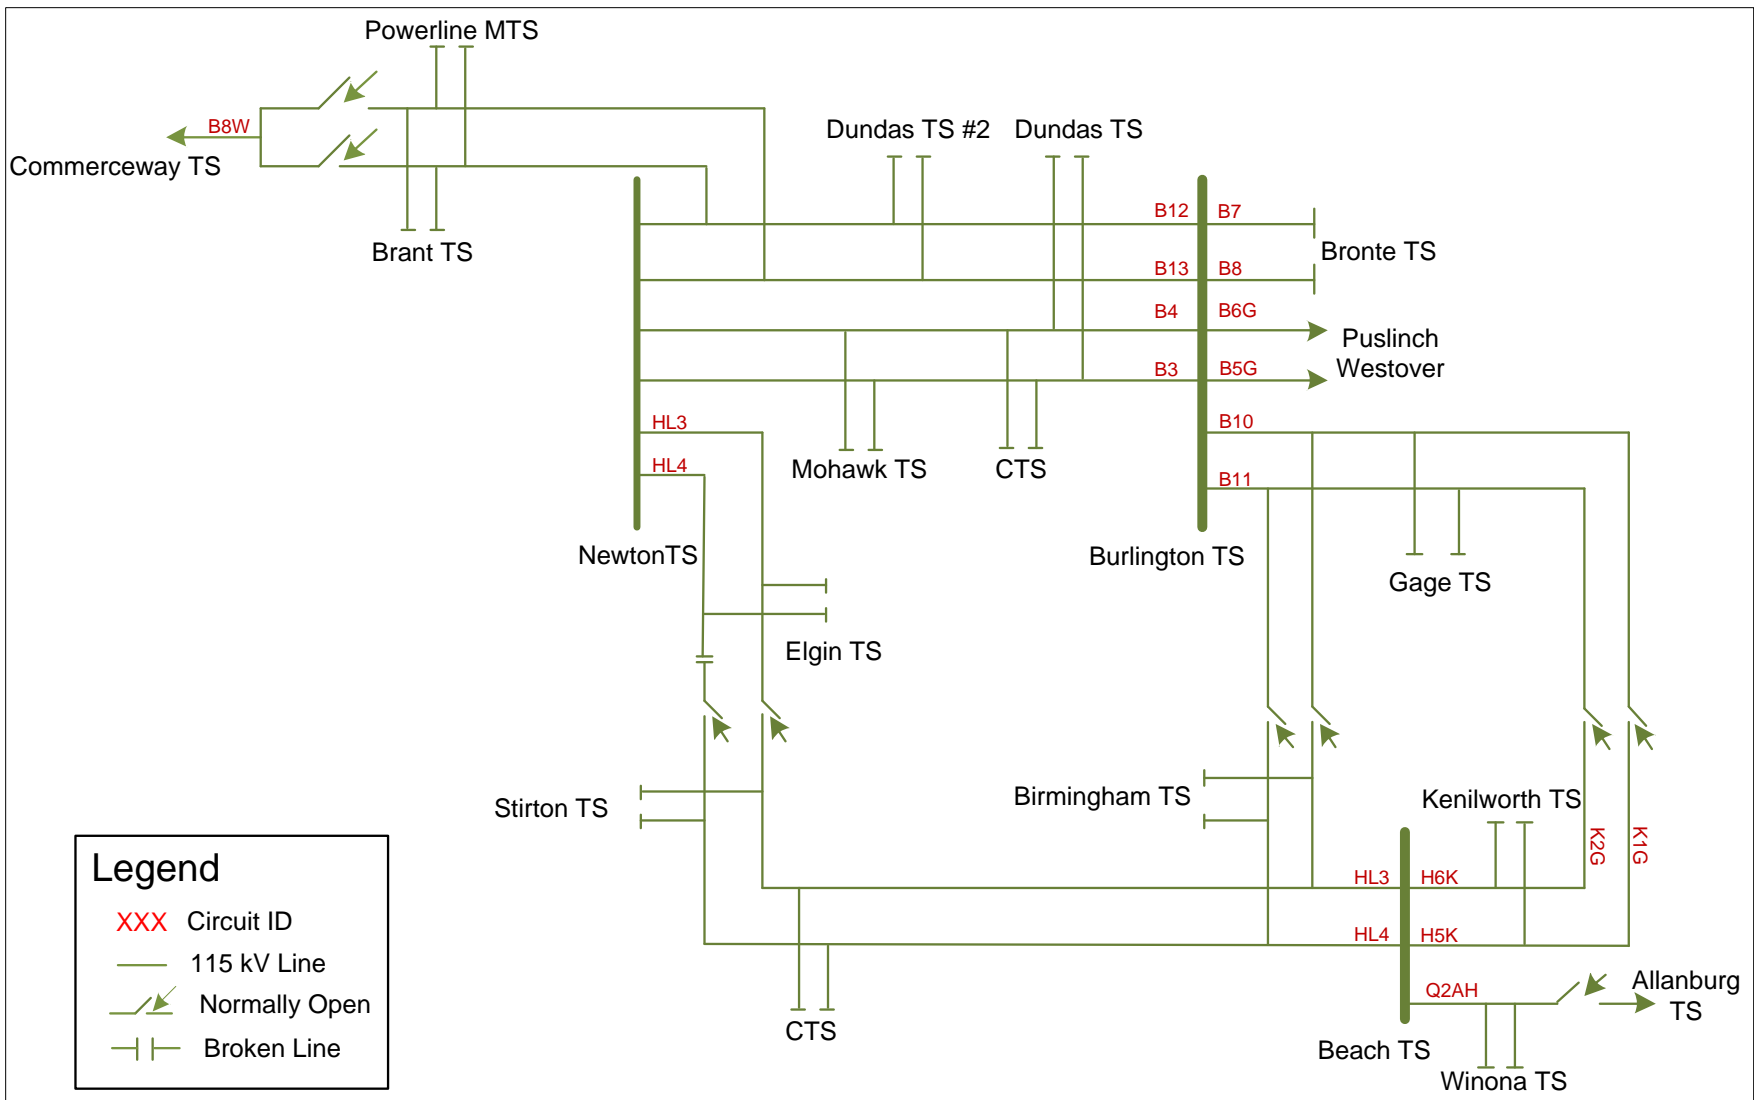 Powerline MTS
B8W
Commerceway TS
Brant TS
Dundas TS #2
Dundas TS
B12
B7
Bronte TS
B13
B8
B4
B6G
Puslinch
Westover
B3
B5G
HL3
HL4
B10
B11
Mohawk TS
CTS
NewtonTS
Burlington TS
Gage TS
Elgin TS
Stirton TS
Birmingham TS
Kenilworth TS
K2G
K1G
HL3
H6K
HL4
H5K
Q2AH
Allanburg
TS
CTS
Beach TS
Winona TS
Legend
XXX Circuit ID
115 kV Line
Normally Open
Broken Line